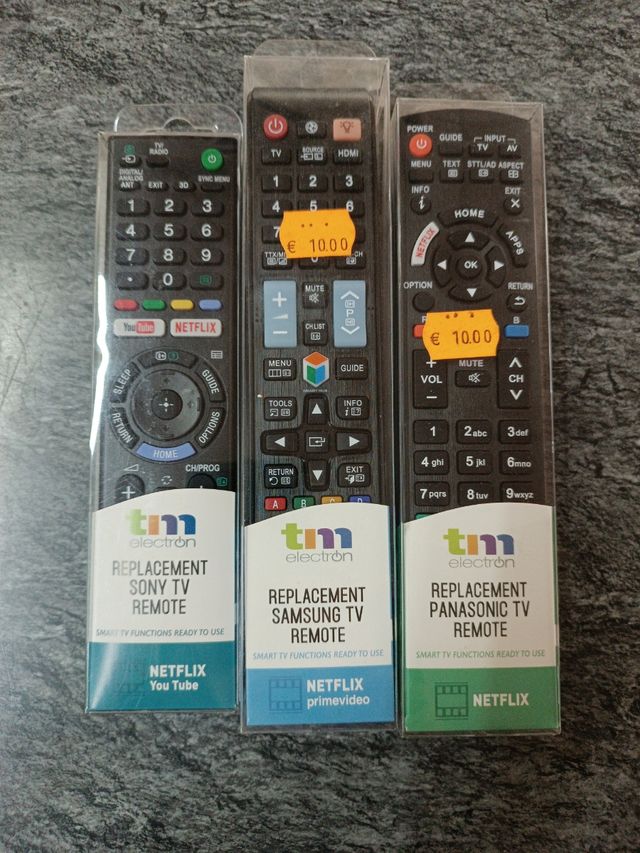 TV/
RADIO
DIGITAL/
ANALOG
ANT
EXIT
3D
SYNC MENU
1 2 3
4 5 6
7 8 9
. 0
YouTube
NETFLIX
SLEEP
GUIDE
RETURN
OPTIONS
HOME
CH/PROG
+
tm
electron
REPLACEMENT
SONY TV
REMOTE
SMART TV FUNCTIONS READY TO USE
NETFLIX
You Tube
TV
SOURCE
HDMI
1 2 3
4 5 6
7
€ 10.00
0
MUTE
+
P
CH.LIST
MENU
GUIDE
TOOLS
INFO
RETURN
EXIT
A B C D
tm
electron
REPLACEMENT
SAMSUNG TV
REMOTE
SMART TV FUNCTIONS READY TO USE
NETFLIX
primevideo
POWER
GUIDE
INPUT
TV AV
MENU
TEXT
STTL/AD
ASPECT
INFO
i
EXIT
HOME
NETFLIX
APPS
OK
OPTION
RETURN
R
B
€ 10.00
+
VOL
−
MUTE
CH
1 2abc 3def
4ghi 5jkl 6mno
7pqrs 8tuv 9wxyz
tm
electron
REPLACEMENT
PANASONIC TV
REMOTE
SMART TV FUNCTIONS READY TO USE
NETFLIX